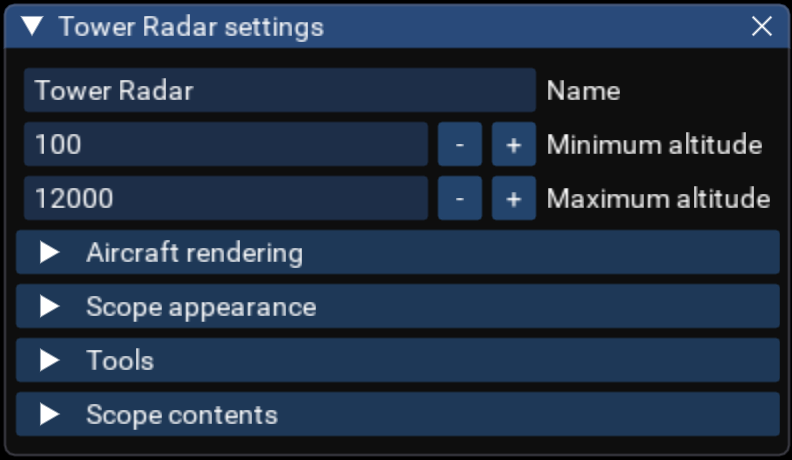 Tower Radar settings
Tower Radar Name
100 - + Minimum altitude
12000 - + Maximum altitude
Aircraft rendering
Scope appearance
Tools
Scope contents